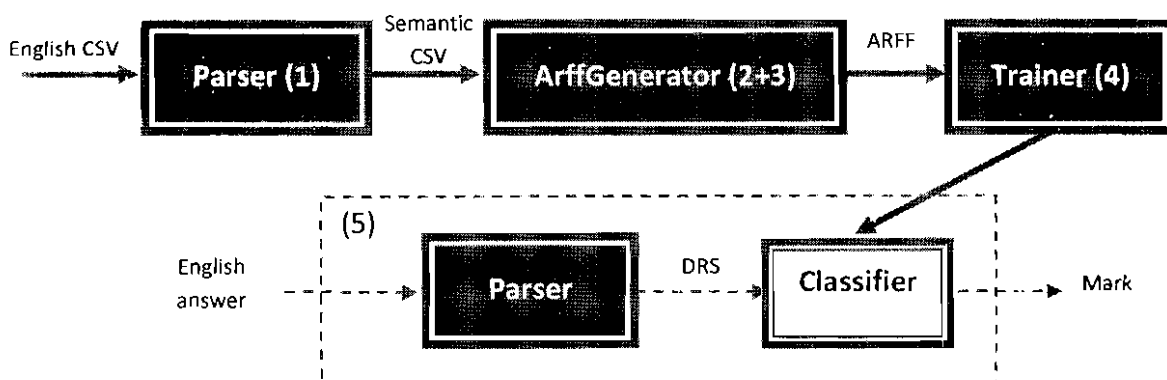 English CSV
Parser (1)
Semantic
CSV
ArffGenerator (2+3)
ARFF
Trainer (4)
(5)
English
answer
Parser
DRS
Classifier
Mark